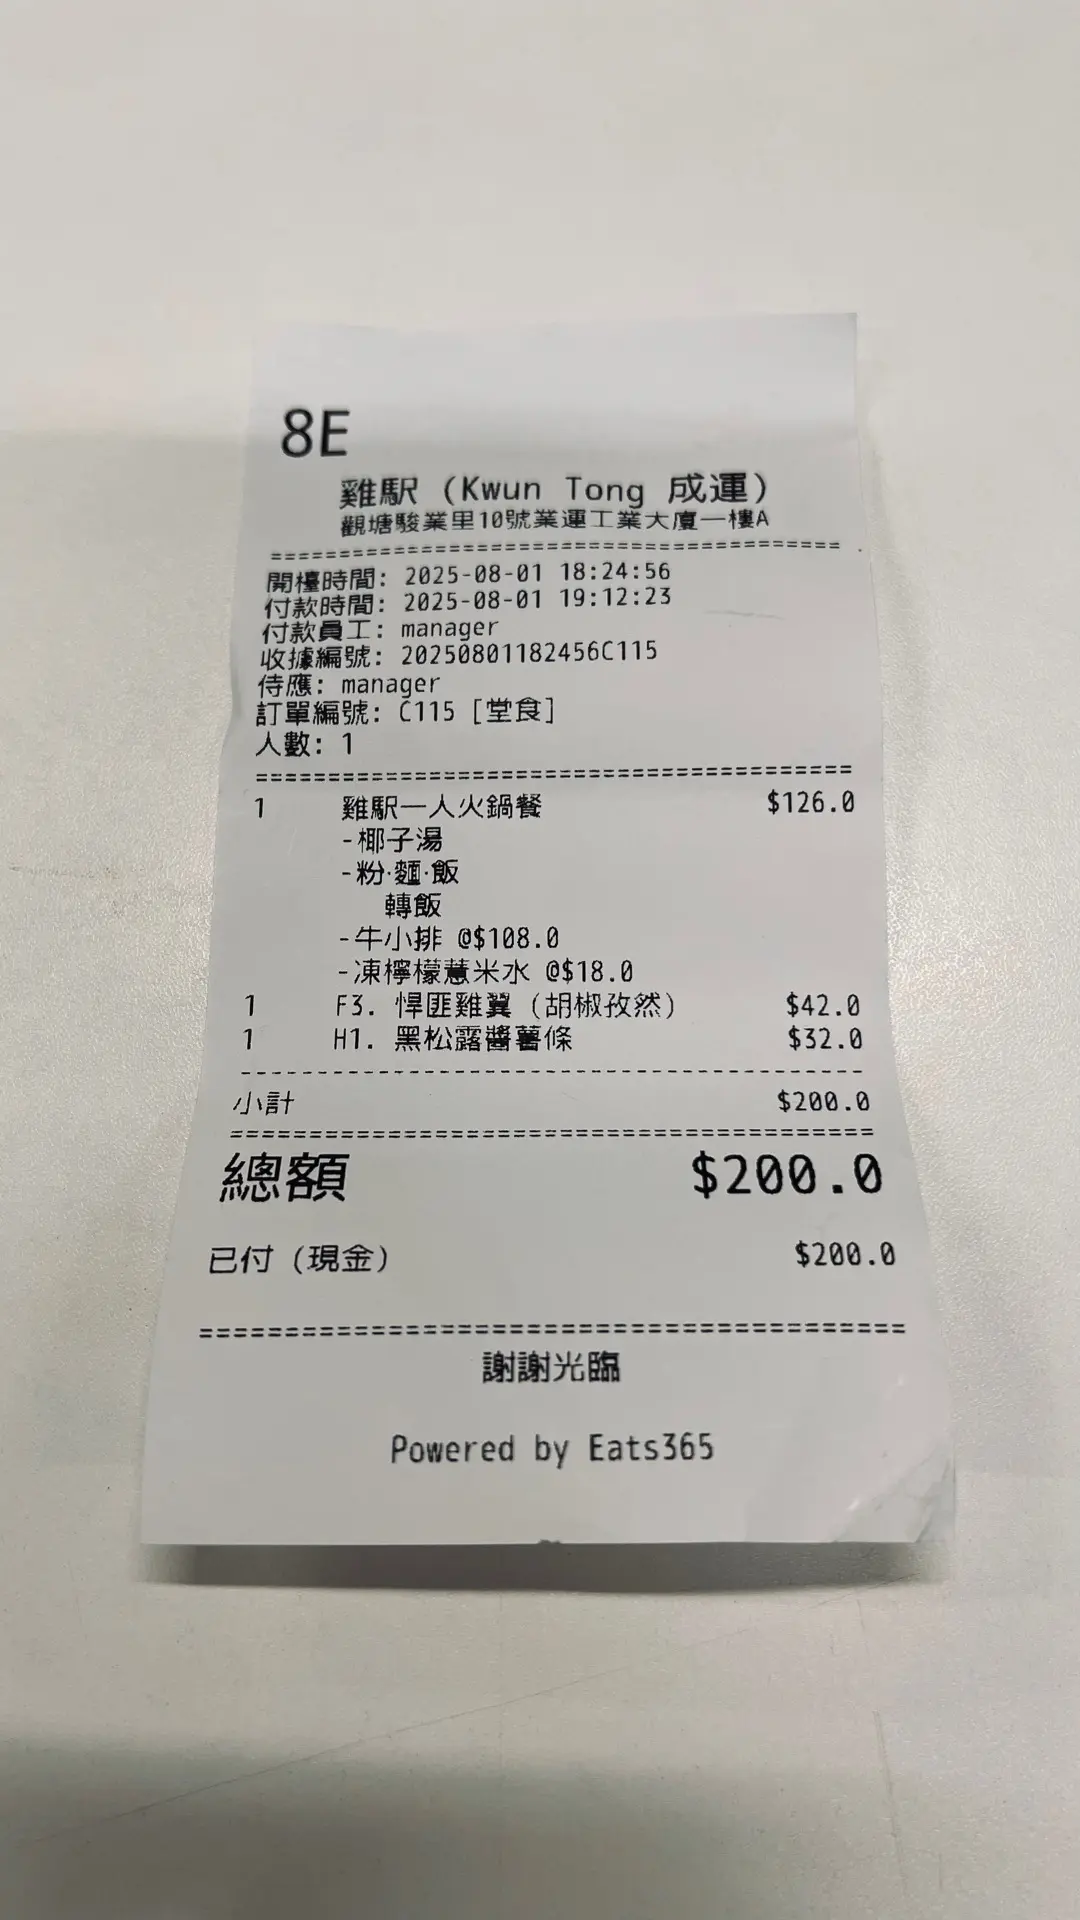 8E
雞駅 (Kwun Tong 成運)
觀塘駿業里10號業運工業大廈一樓A
========================================
開檯時間: 2025-08-01 18:24:56
付款時間: 2025-08-01 19:12:23
付款員工: manager
收據編號: 20250801182456C115
侍應: manager
訂單編號: C115 [堂食]
人數: 1
========================================
1 雞駅一人火鍋餐 $126.0
-椰子湯
-粉·麵·飯
轉飯
-牛小排 @$108.0
-凍檸檬薏米水 @$18.0
1 F3. 悍匪雞翼 (胡椒孜然) $42.0
1 H1. 黑松露醬薯條 $32.0
----------------------------------------
小計 $200.0
========================================
總額 $200.0
已付 (現金) $200.0
========================================
謝謝光臨
Powered by Eats365